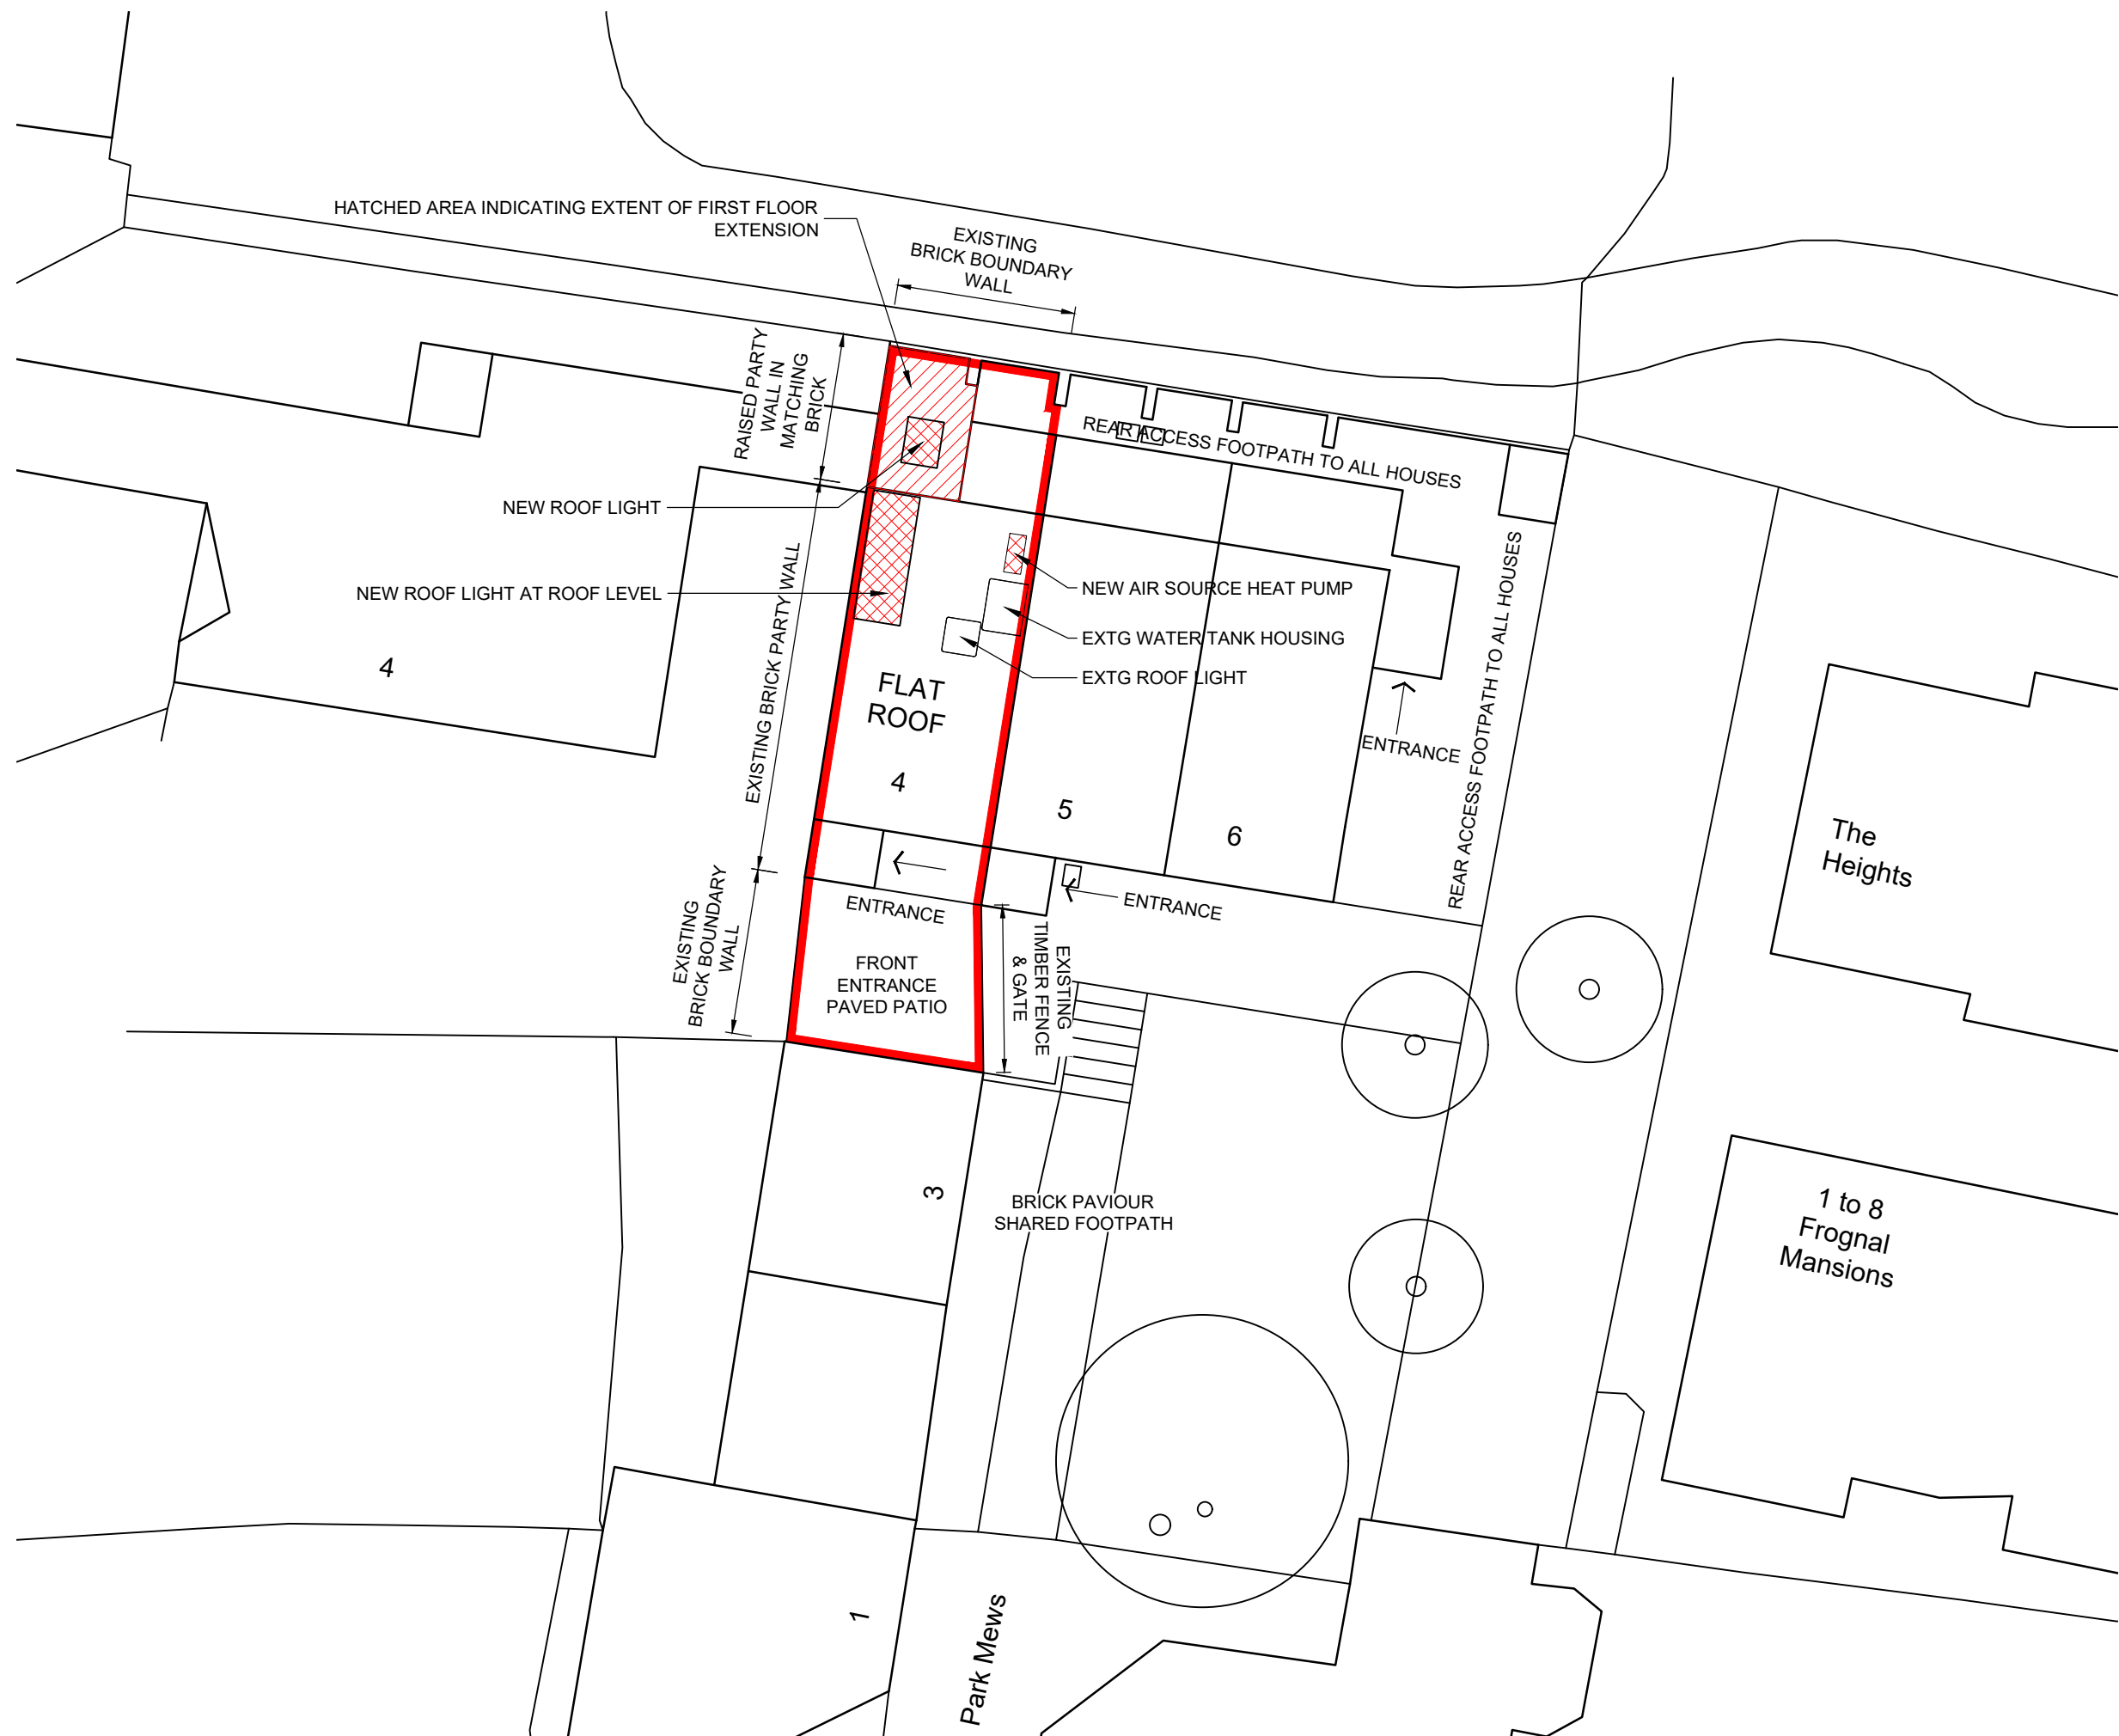 HATCHED AREA INDICATING EXTENT OF FIRST FLOOR
EXTENSION
EXISTING
BRICK BOUNDARY
WALL
RAISED PARTY
WALL IN
MATCHING
BRICK
REAR ACCESS FOOTPATH TO ALL HOUSES
NEW ROOF LIGHT
NEW ROOF LIGHT AT ROOF LEVEL
NEW AIR SOURCE HEAT PUMP
EXTG WATER TANK HOUSING
EXTG ROOF LIGHT
EXISTING BRICK PARTY WALL
REAR ACCESS FOOTPATH TO ALL HOUSES
4
FLAT
ROOF
4
5
6
ENTRANCE
The
Heights
ENTRANCE
ENTRANCE
EXISTING
BRICK BOUNDARY
WALL
FRONT
ENTRANCE
PAVED PATIO
EXISTING
TIMBER FENCE
& GATE
3
BRICK PAVIOUR
SHARED FOOTPATH
1 to 8
Frognal
Mansions
1
Park Mews